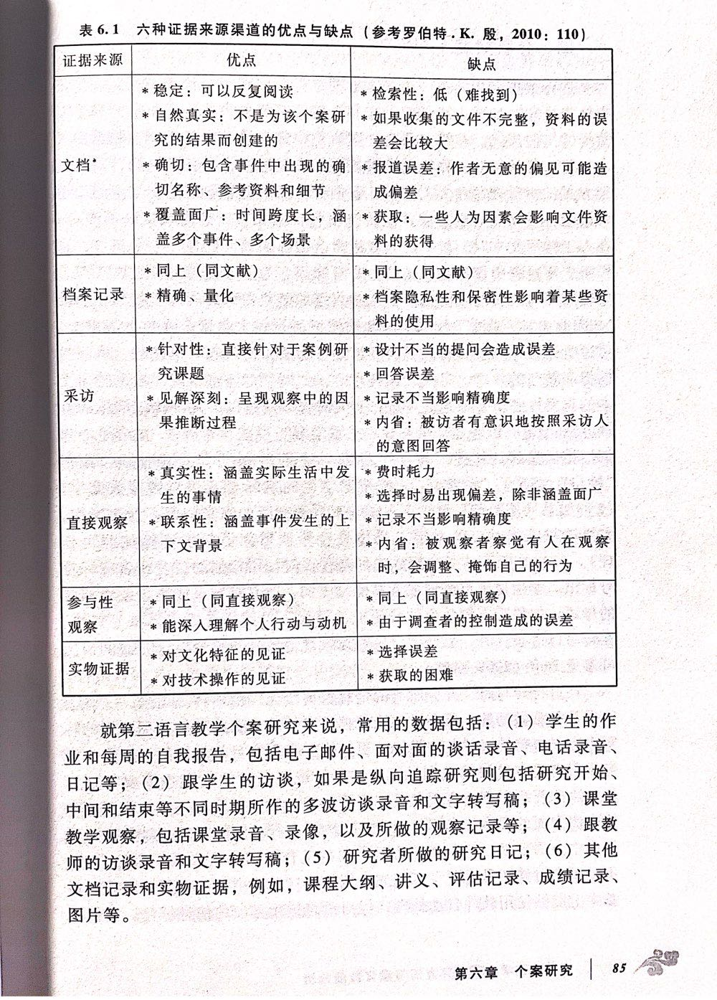 表 6.1 六种证据来源渠道的优点与缺点（参考罗伯特.K. 殷，2010：110）
证据来源
优点
缺点
文档*
*稳定：可以反复阅读
*自然真实：不是为该个案研
究的结果而创建的
*确切：包含事件中出现的确
切名称、参考资料和细节
*覆盖面广：时间跨度长，涵
盖多个事件、多个场景
*检索性：低（难找到）
*如果收集的文件不完整，资料的误
差会比较大
*报道误差：作者无意的偏见可能造
成偏差
*获取：一些人为因素会影响文件资
料的获得
档案记录
*同上（同文献）
*精确、量化
*同上（同文献）
*档案隐私性和保密性影响着某些资
料的使用
采访
*针对性：直接针对于案例研
究课题
*见解深刻：呈现观察中的因
果推断过程
*设计不当的提问会造成误差
*回答误差
*记录不当影响精确度
*内省：被访者有意识地按照采访人
的意图回答
直接观察
*真实性：涵盖实际生活中发
生的事情
*联系性：涵盖事件发生的上
下文背景
*费时耗力
*选择时易出现偏差，除非涵盖面广
*记录不当影响精确度
*内省：被观察者察觉有人在观察
时，会调整、掩饰自己的行为
参与性
观察
*同上（同直接观察）
*能深入理解个人行动与动机
*同上（同直接观察）
*由于调查者的控制造成的误差
实物证据
*对文化特征的见证
*对技术操作的见证
*选择误差
*获取的困难
就第二语言教学个案研究来说，常用的数据包括：（1）学生的作
业和每周的自我报告，包括电子邮件、面对面的谈话录音、电话录音、
日记等；（2）跟学生的访谈，如果是纵向追踪研究则包括研究开始、
中间和结束等不同时期所作的多波访谈录音和文字转写稿；（3）课堂
教学观察，包括课堂录音、录像，以及所做的观察记录等；（4）跟教
师的访谈录音和文字转写稿；（5）研究者所做的研究日记；（6）其他
文档记录和实物证据，例如，课程大纲、讲义、评估记录、成绩记录、
图片等。
第六章 个案研究 85